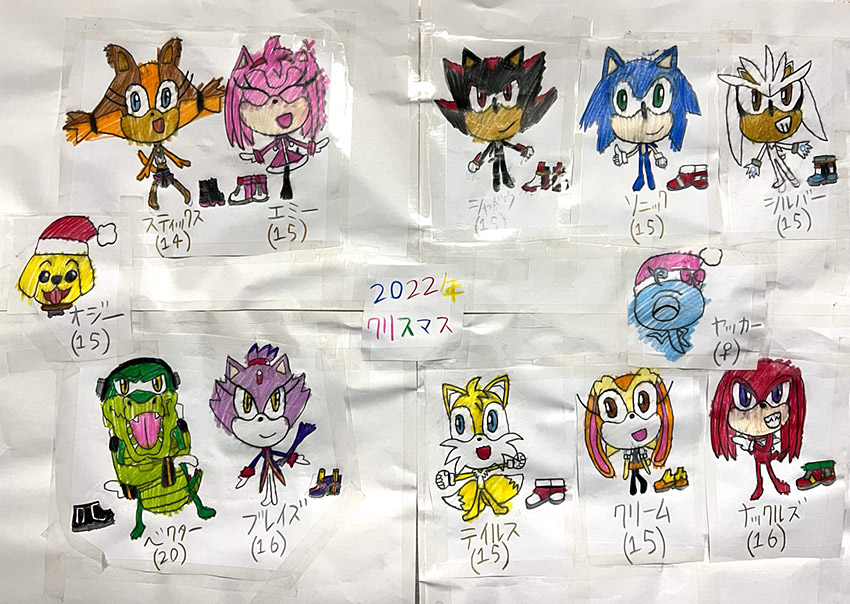 スティックス
(14)
エミー
(15)
シャドウ
(15)
ソニック
(15)
シルバー
(15)
オジー
(15)
2022年
クリスマス
ヤッカー
(♀)
ベクター
(20)
ブレイズ
(16)
テイルス
(15)
クリーム
(15)
ナックルズ
(16)